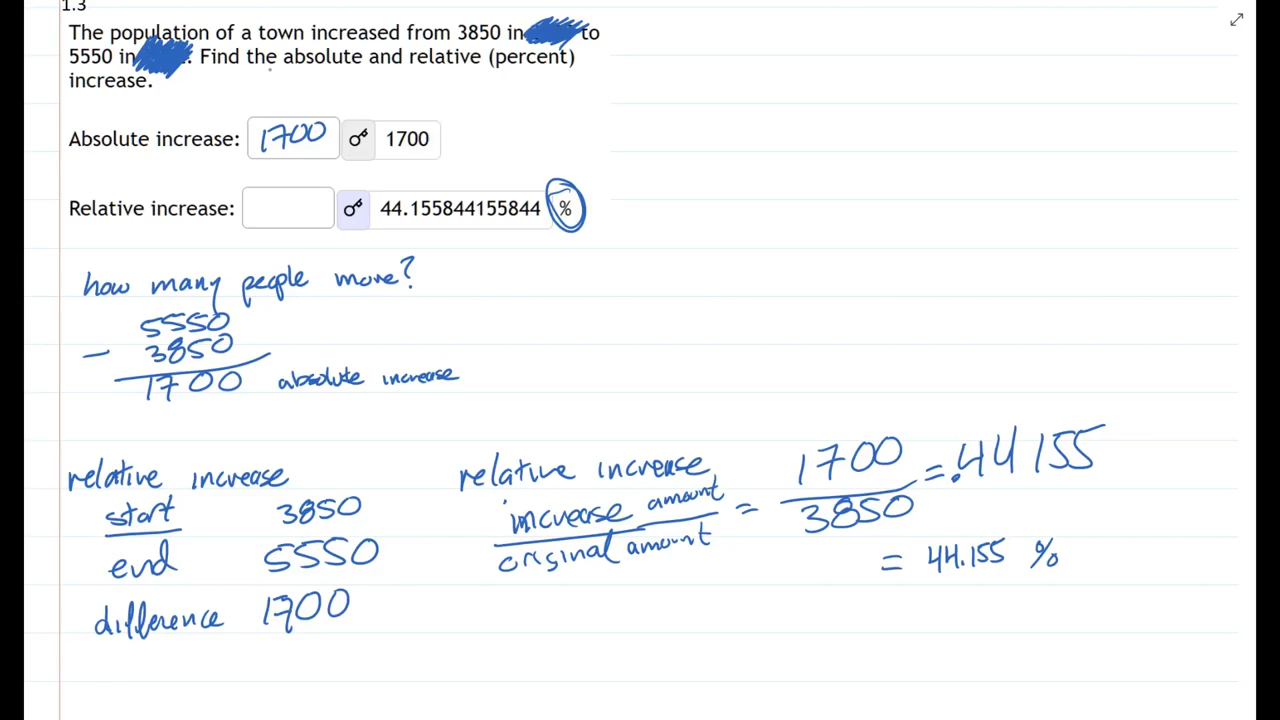 1.3
The population of a town increased from 3850 in to
5550 in . Find the absolute and relative (percent)
increase.
Absolute increase: 1700 1700
Relative increase: 44.155844155844 %
how many people more?
5550
- 3850
1700 absolute increase
relative increase
start 3850
end 5550
difference 1700
relative increase
increase amount
original amount
= 1700
3850
= .44155
= 44.155 %